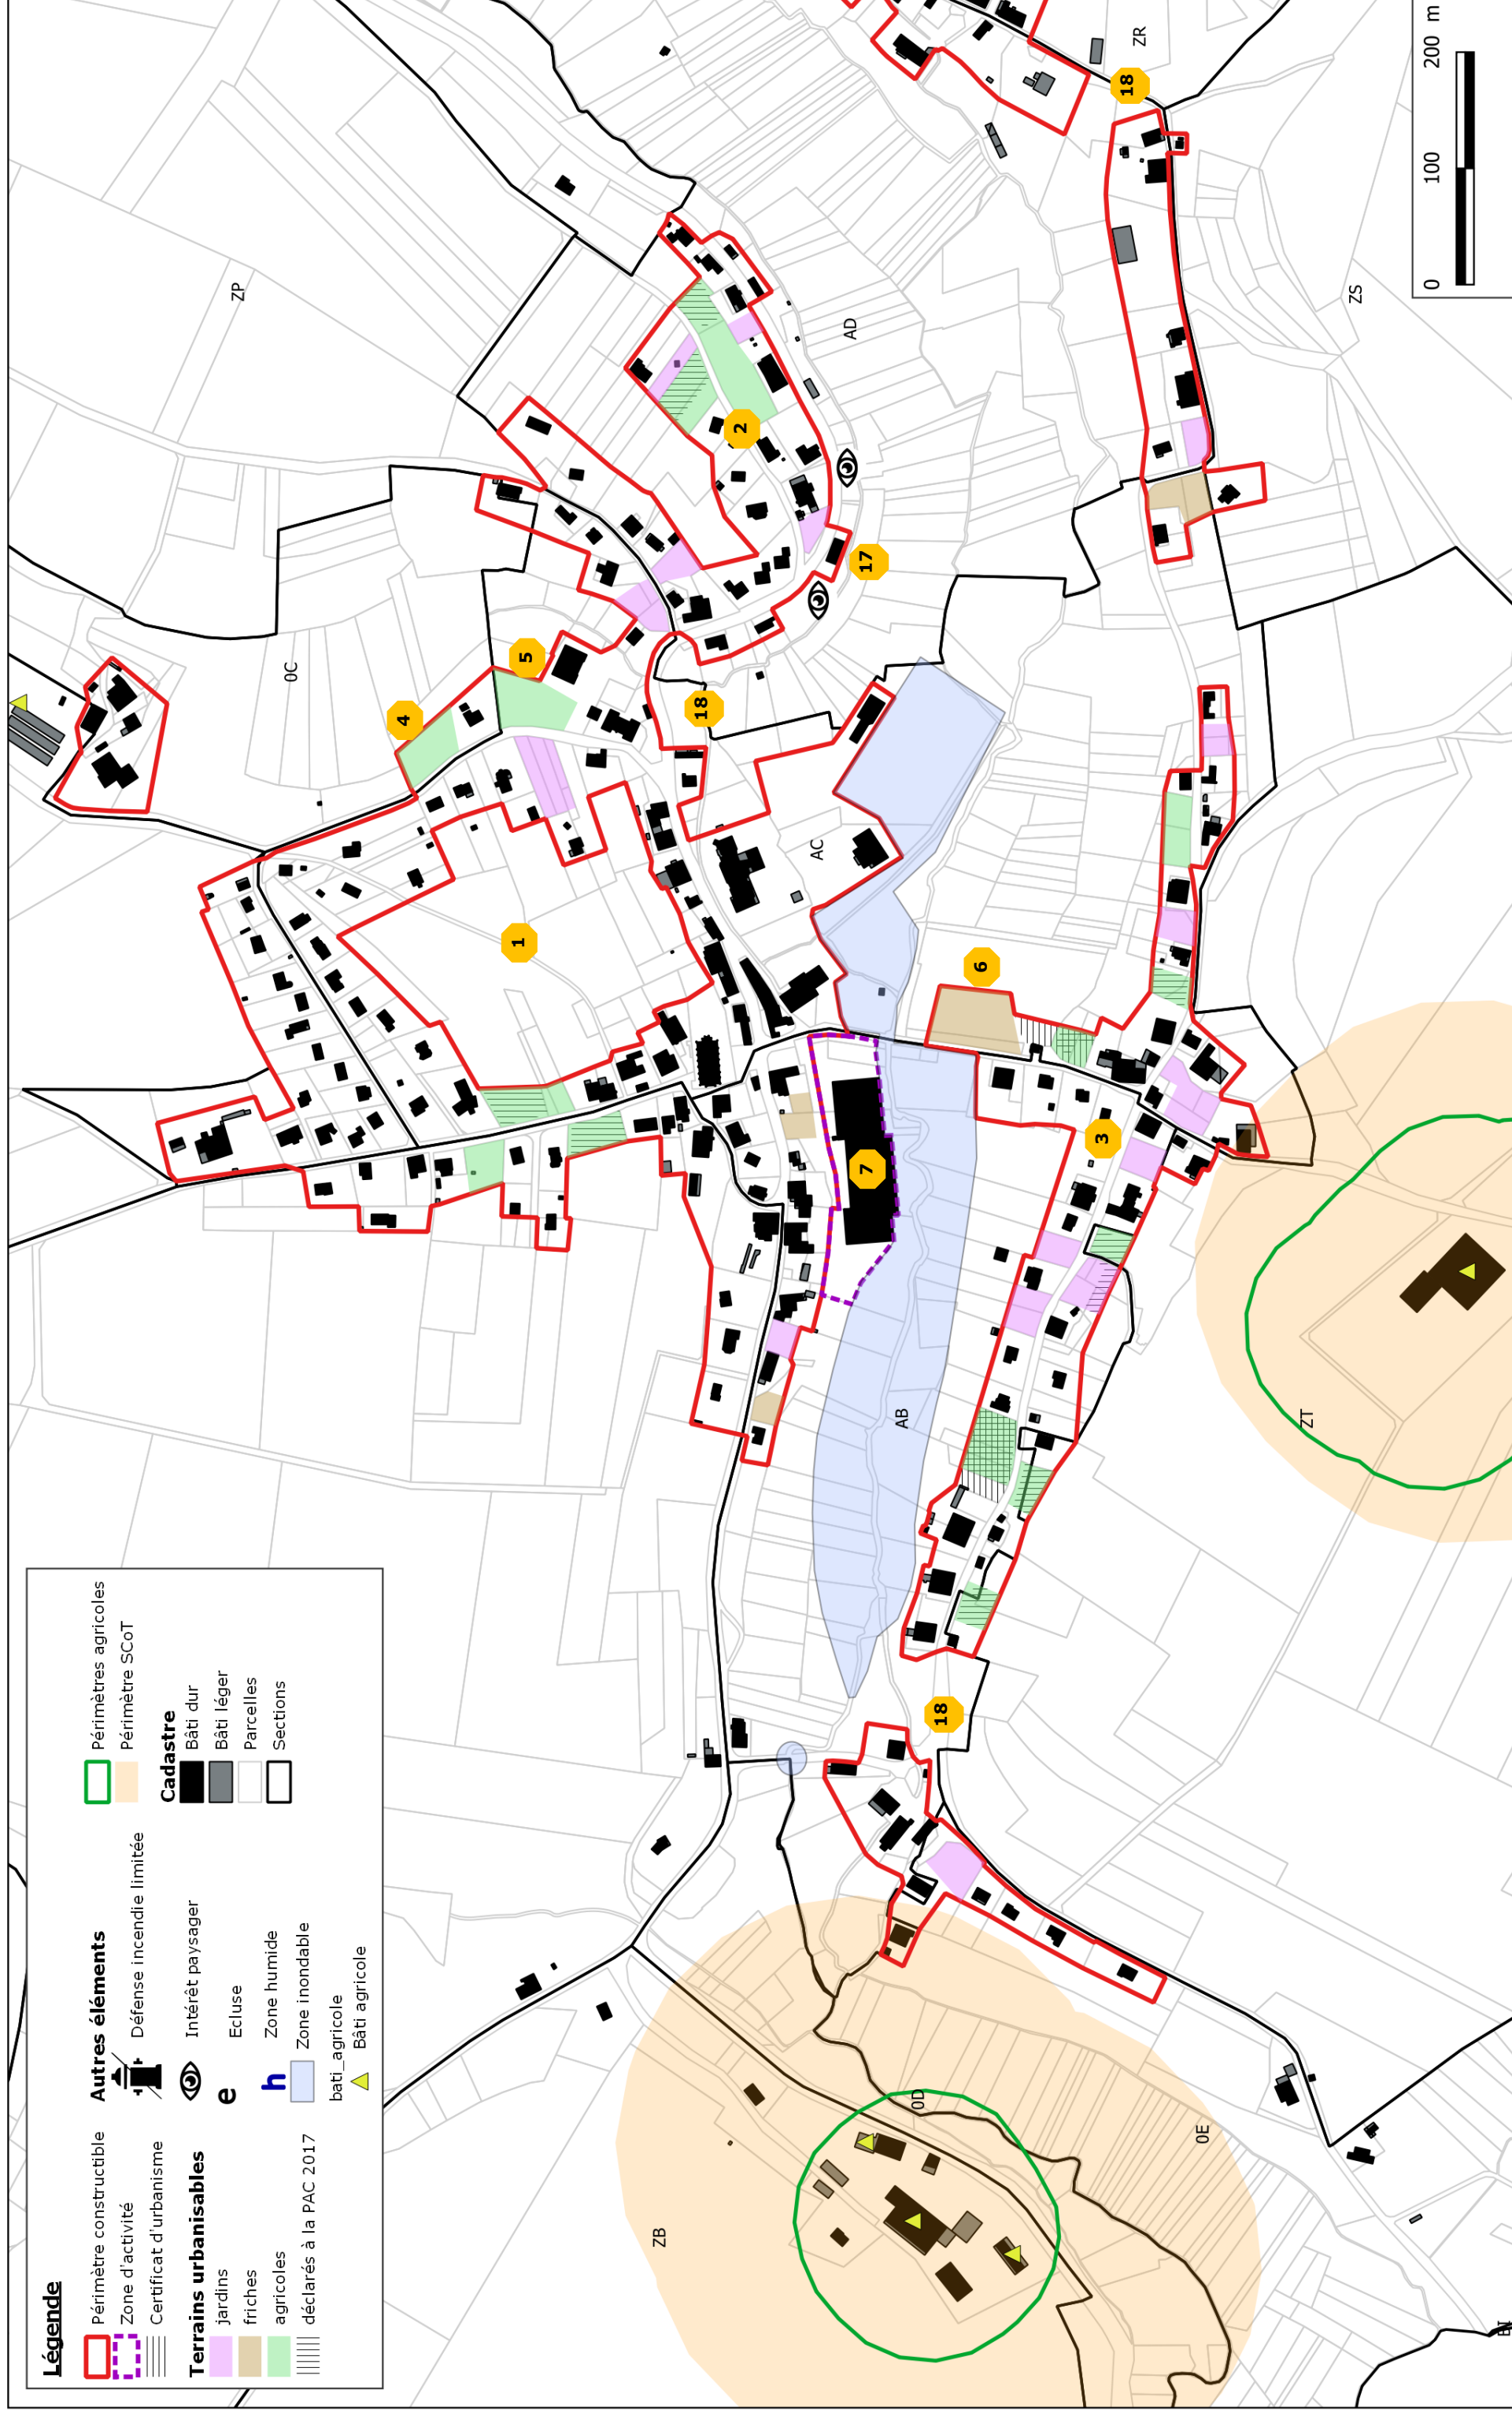 Légende
Périmètre constructible
Zone d'activité
Certificat d'urbanisme
Terrains urbanisables
jardins
friches
agricoles
déclarés à la PAC 2017
Autres éléments
Défense incendie limitée
Intérêt paysager
e Ecluse
h Zone humide
Zone inondable
bati_agricole
Bâti agricole
Périmètres agricoles
Périmètre SCoT
Cadastre
Bâti dur
Bâti léger
Parcelles
Sections
ZB
0D
0E
18
AB
ZT
7
3
1
6
4
5
0C
AC
18
17
2
ZP
AD
ZS
18
ZR
0 100 200 m